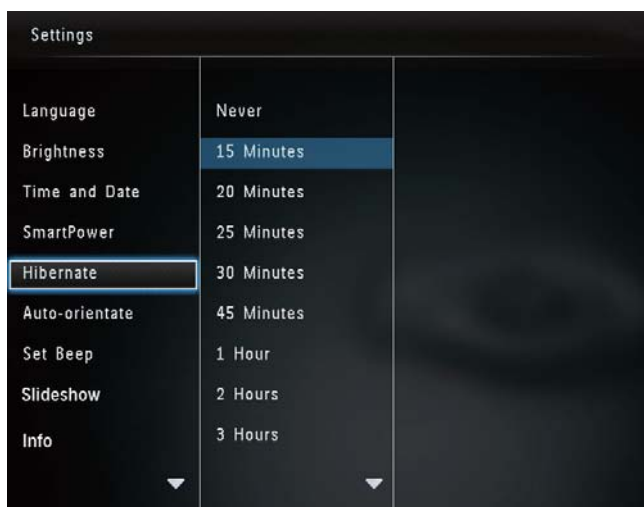 Settings
Language
Brightness
Time and Date
SmartPower
Hibernate
Auto-orientate
Set Beep
Slideshow
Info
Never
15 Minutes
20 Minutes
25 Minutes
30 Minutes
45 Minutes
1 Hour
2 Hours
3 Hours